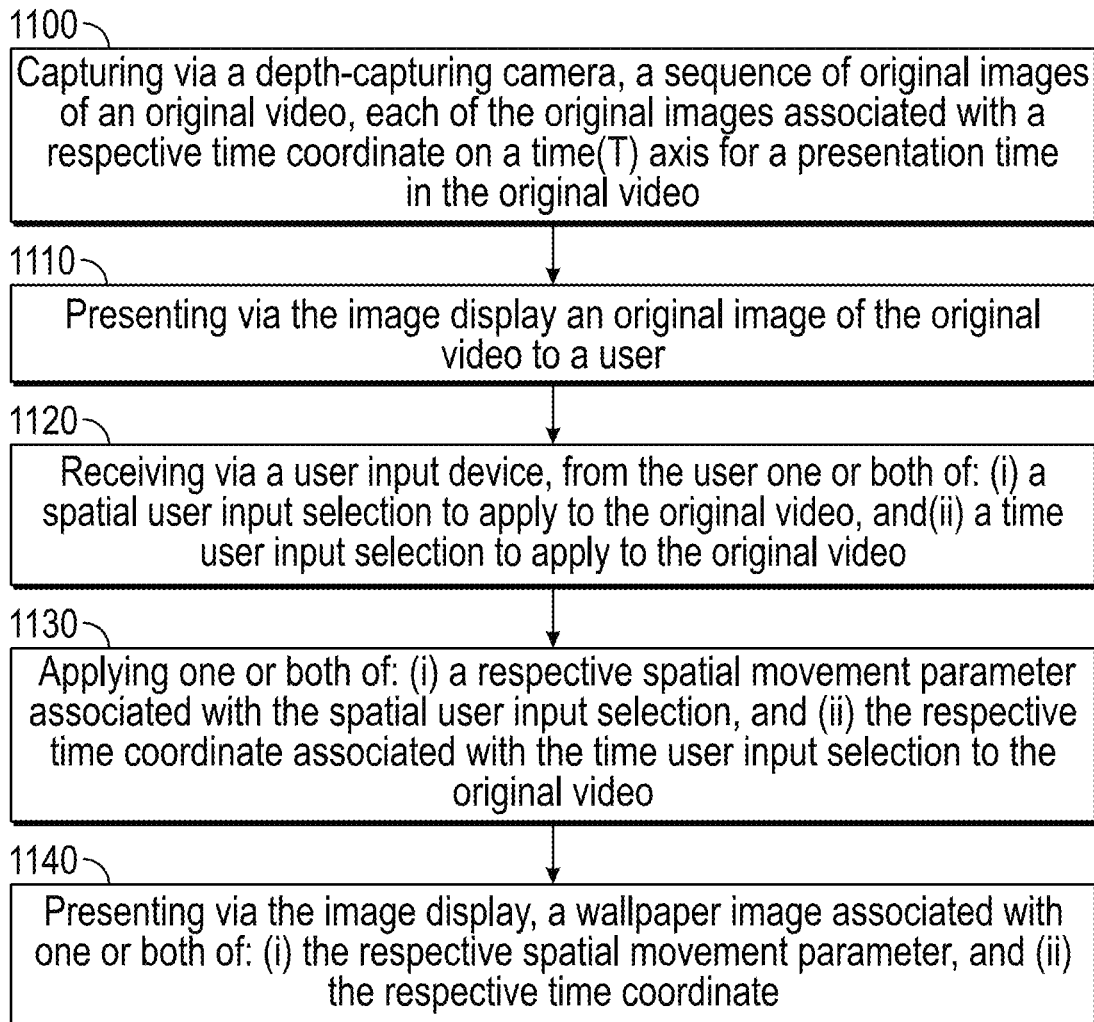 1100
Capturing via a depth-capturing camera, a sequence of original images
of an original video, each of the original images associated with a
respective time coordinate on a time(T) axis for a presentation time
in the original video
1110
Presenting via the image display an original image of the original
video to a user
1120
Receiving via a user input device, from the user one or both of: (i) a
spatial user input selection to apply to the original video, and(ii) a time
user input selection to apply to the original video
1130
Applying one or both of: (i) a respective spatial movement parameter
associated with the spatial user input selection, and (ii) the respective
time coordinate associated with the time user input selection to the
original video
1140
Presenting via the image display, a wallpaper image associated with
one or both of: (i) the respective spatial movement parameter, and (ii)
the respective time coordinate